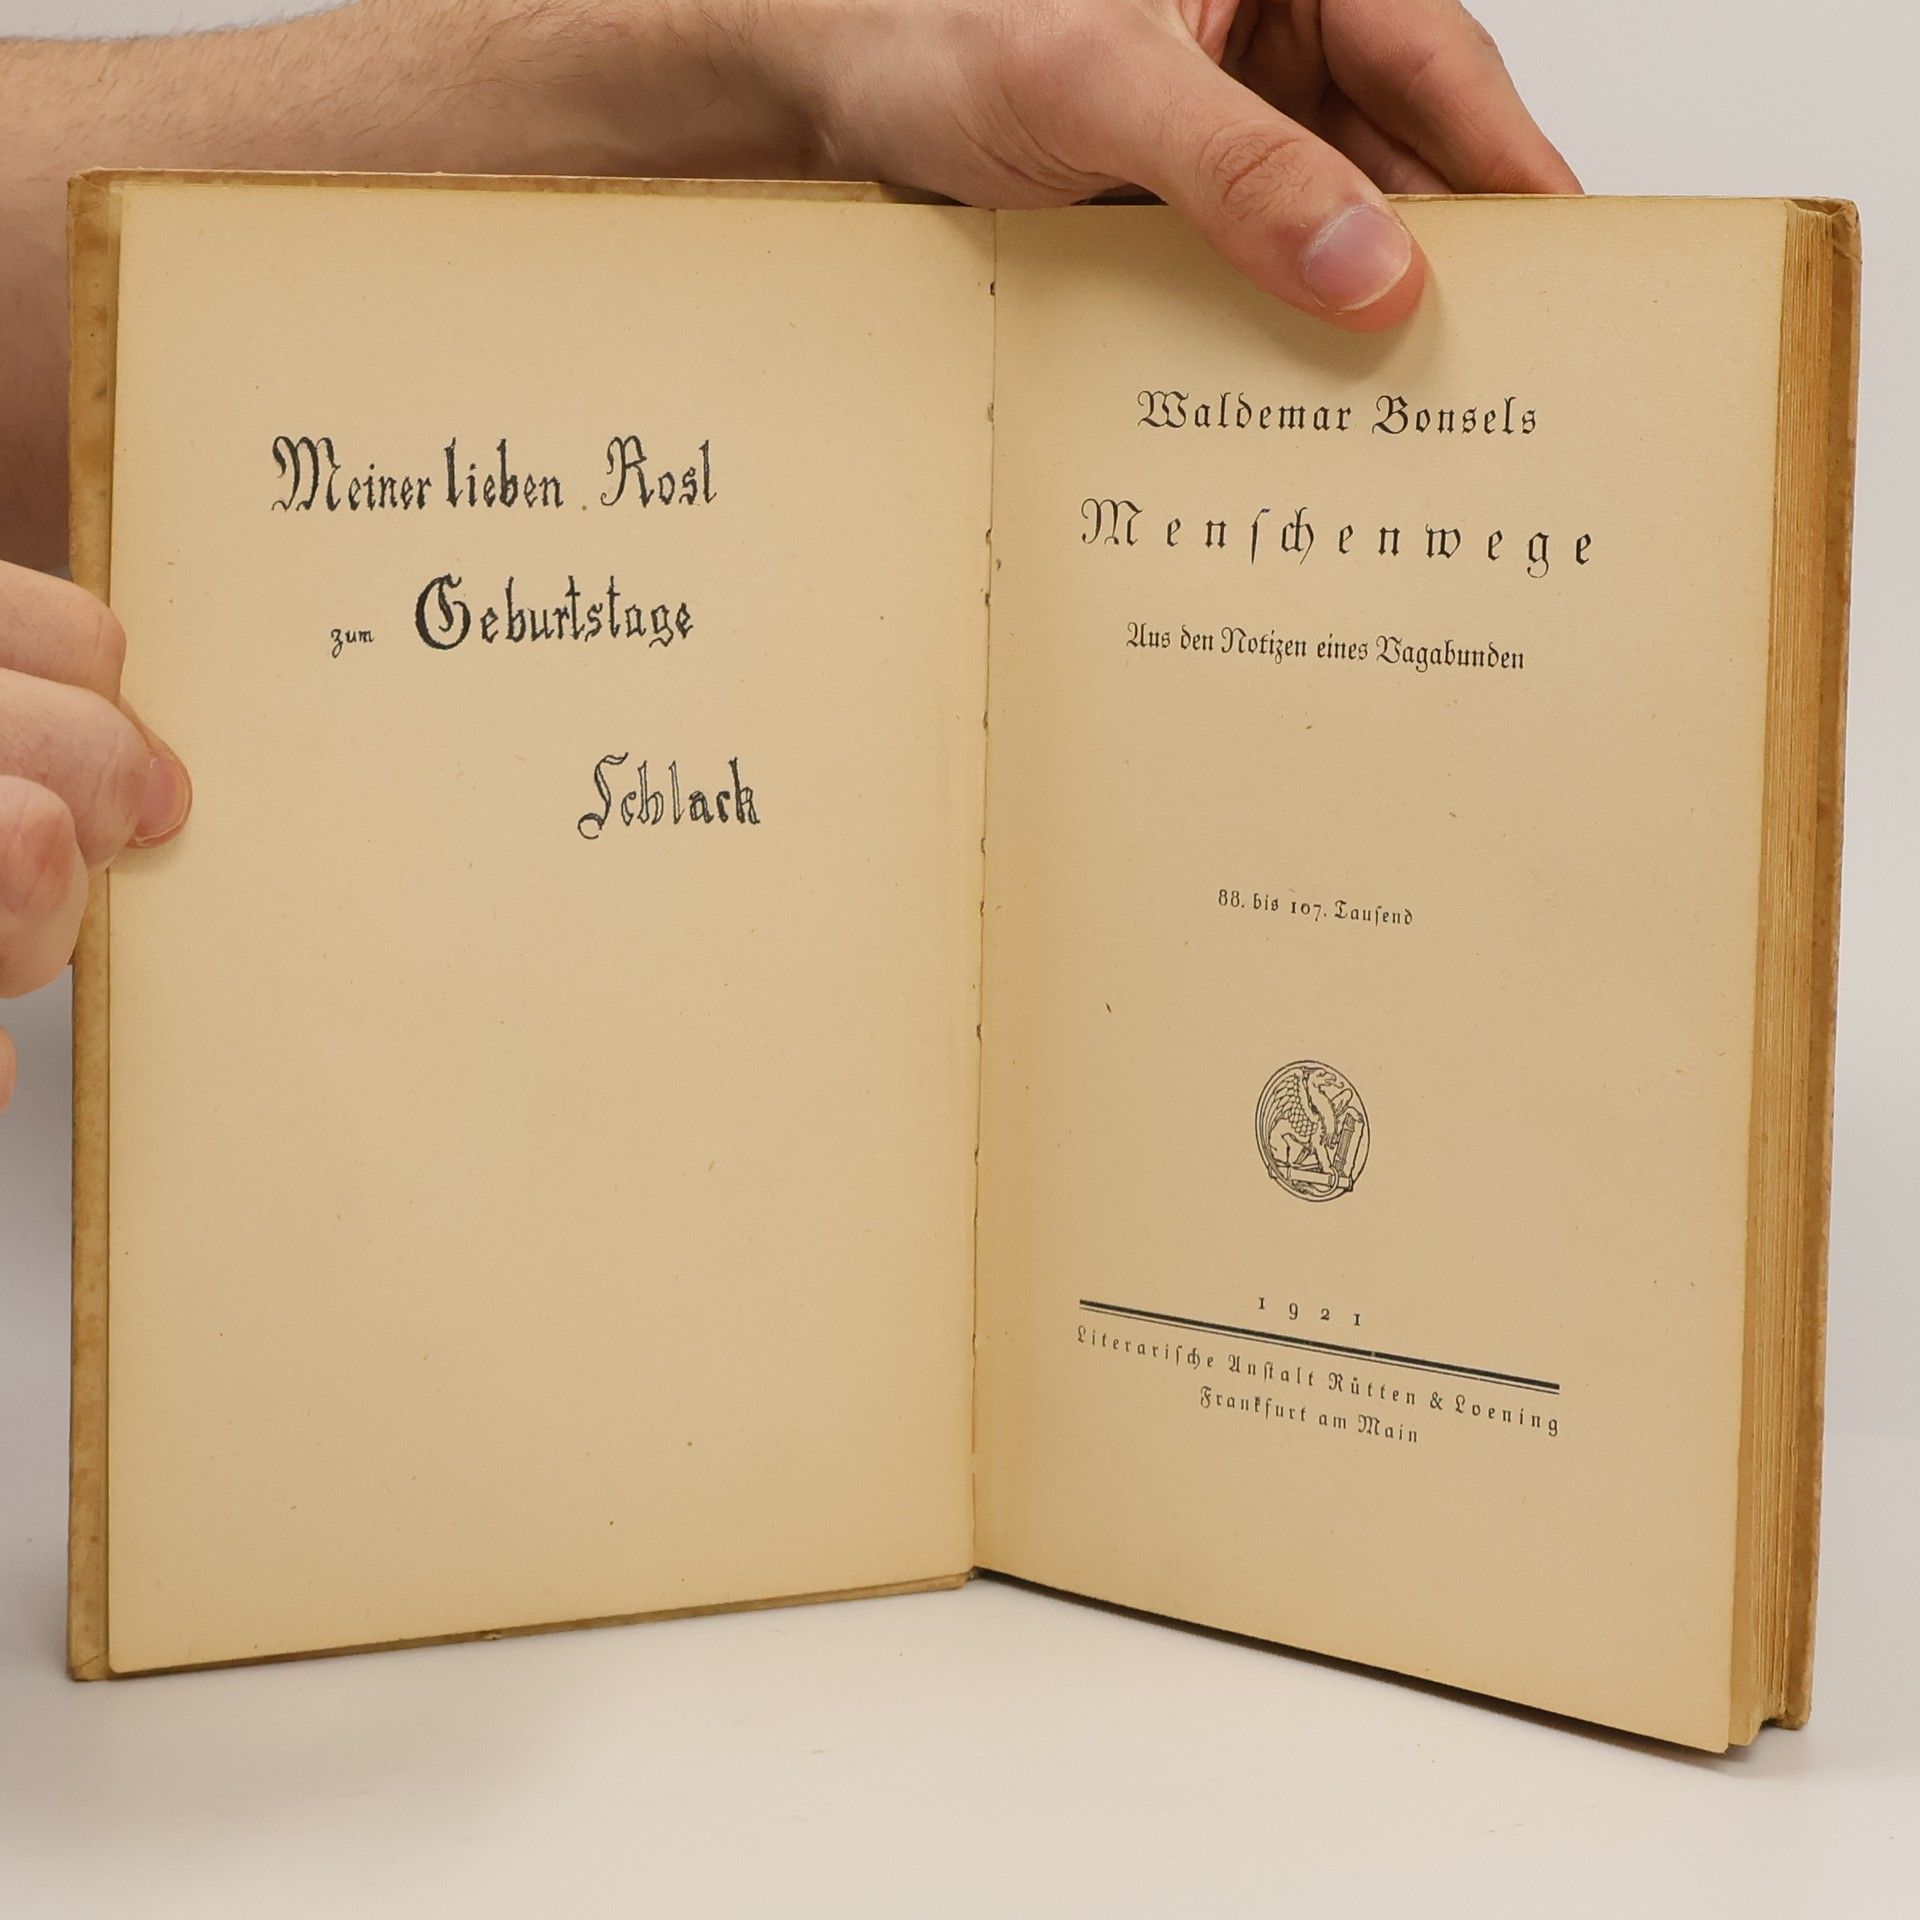 Meiner lieben Rosl
zum Geburtstage
Schlack
Waldemar Bonsels
Menſchenwege
Aus den Notizen eines Vagabunden
88. bis 107. Tauſend
1921
Literariſche Anſtalt Rütten & Loening
Frankfurt am Main